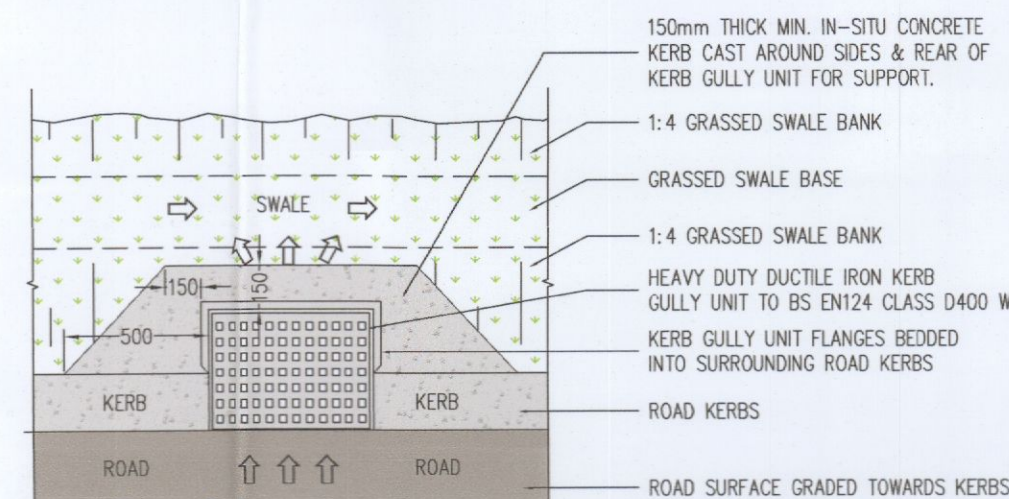 150mm THICK MIN. IN-SITU CONCRETE
KERB CAST AROUND SIDES & REAR OF
KERB GULLY UNIT FOR SUPPORT.
1:4 GRASSED SWALE BANK
GRASSED SWALE BASE
SWALE
1:4 GRASSED SWALE BANK
150
150
HEAVY DUTY DUCTILE IRON KERB
GULLY UNIT TO BS EN124 CLASS D400 W
500
KERB GULLY UNIT FLANGES BEDDED
INTO SURROUNDING ROAD KERBS
KERB
KERB
ROAD KERBS
ROAD
ROAD
ROAD SURFACE GRADED TOWARDS KERBS